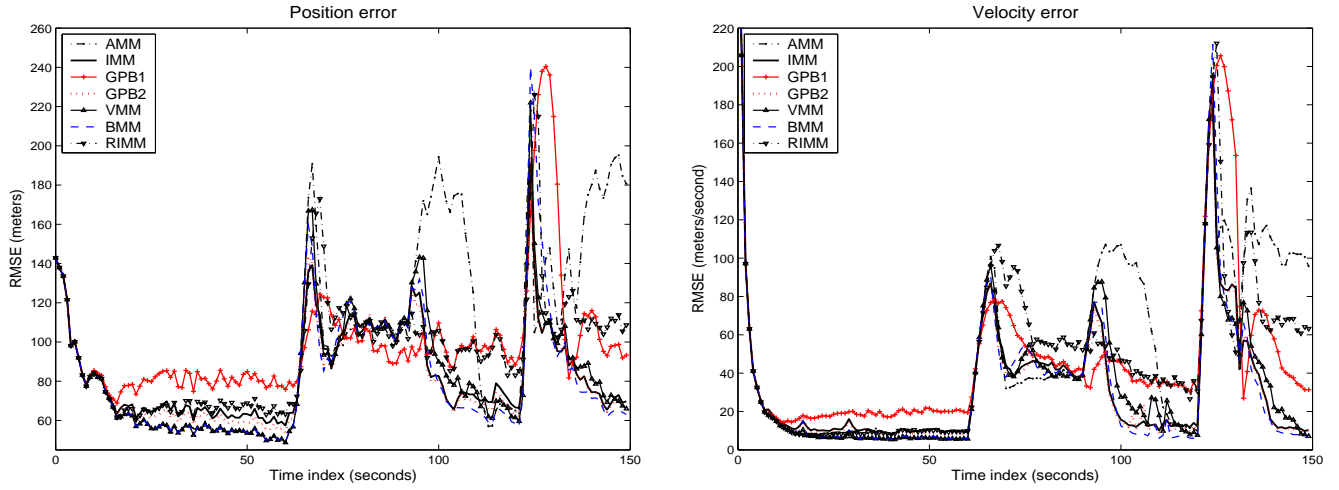 Position error
260
240
220
200
180
160
140
120
100
80
60
RMSE (meters)
AMM
IMM
GPB1
GPB2
VMM
BMM
RIMM
0
50
100
150
Time index (seconds)
Velocity error
220
200
180
160
140
120
100
80
60
40
20
0
RMSE (meters/second)
AMM
IMM
GPB1
GPB2
VMM
BMM
RIMM
0
50
100
150
Time index (seconds)